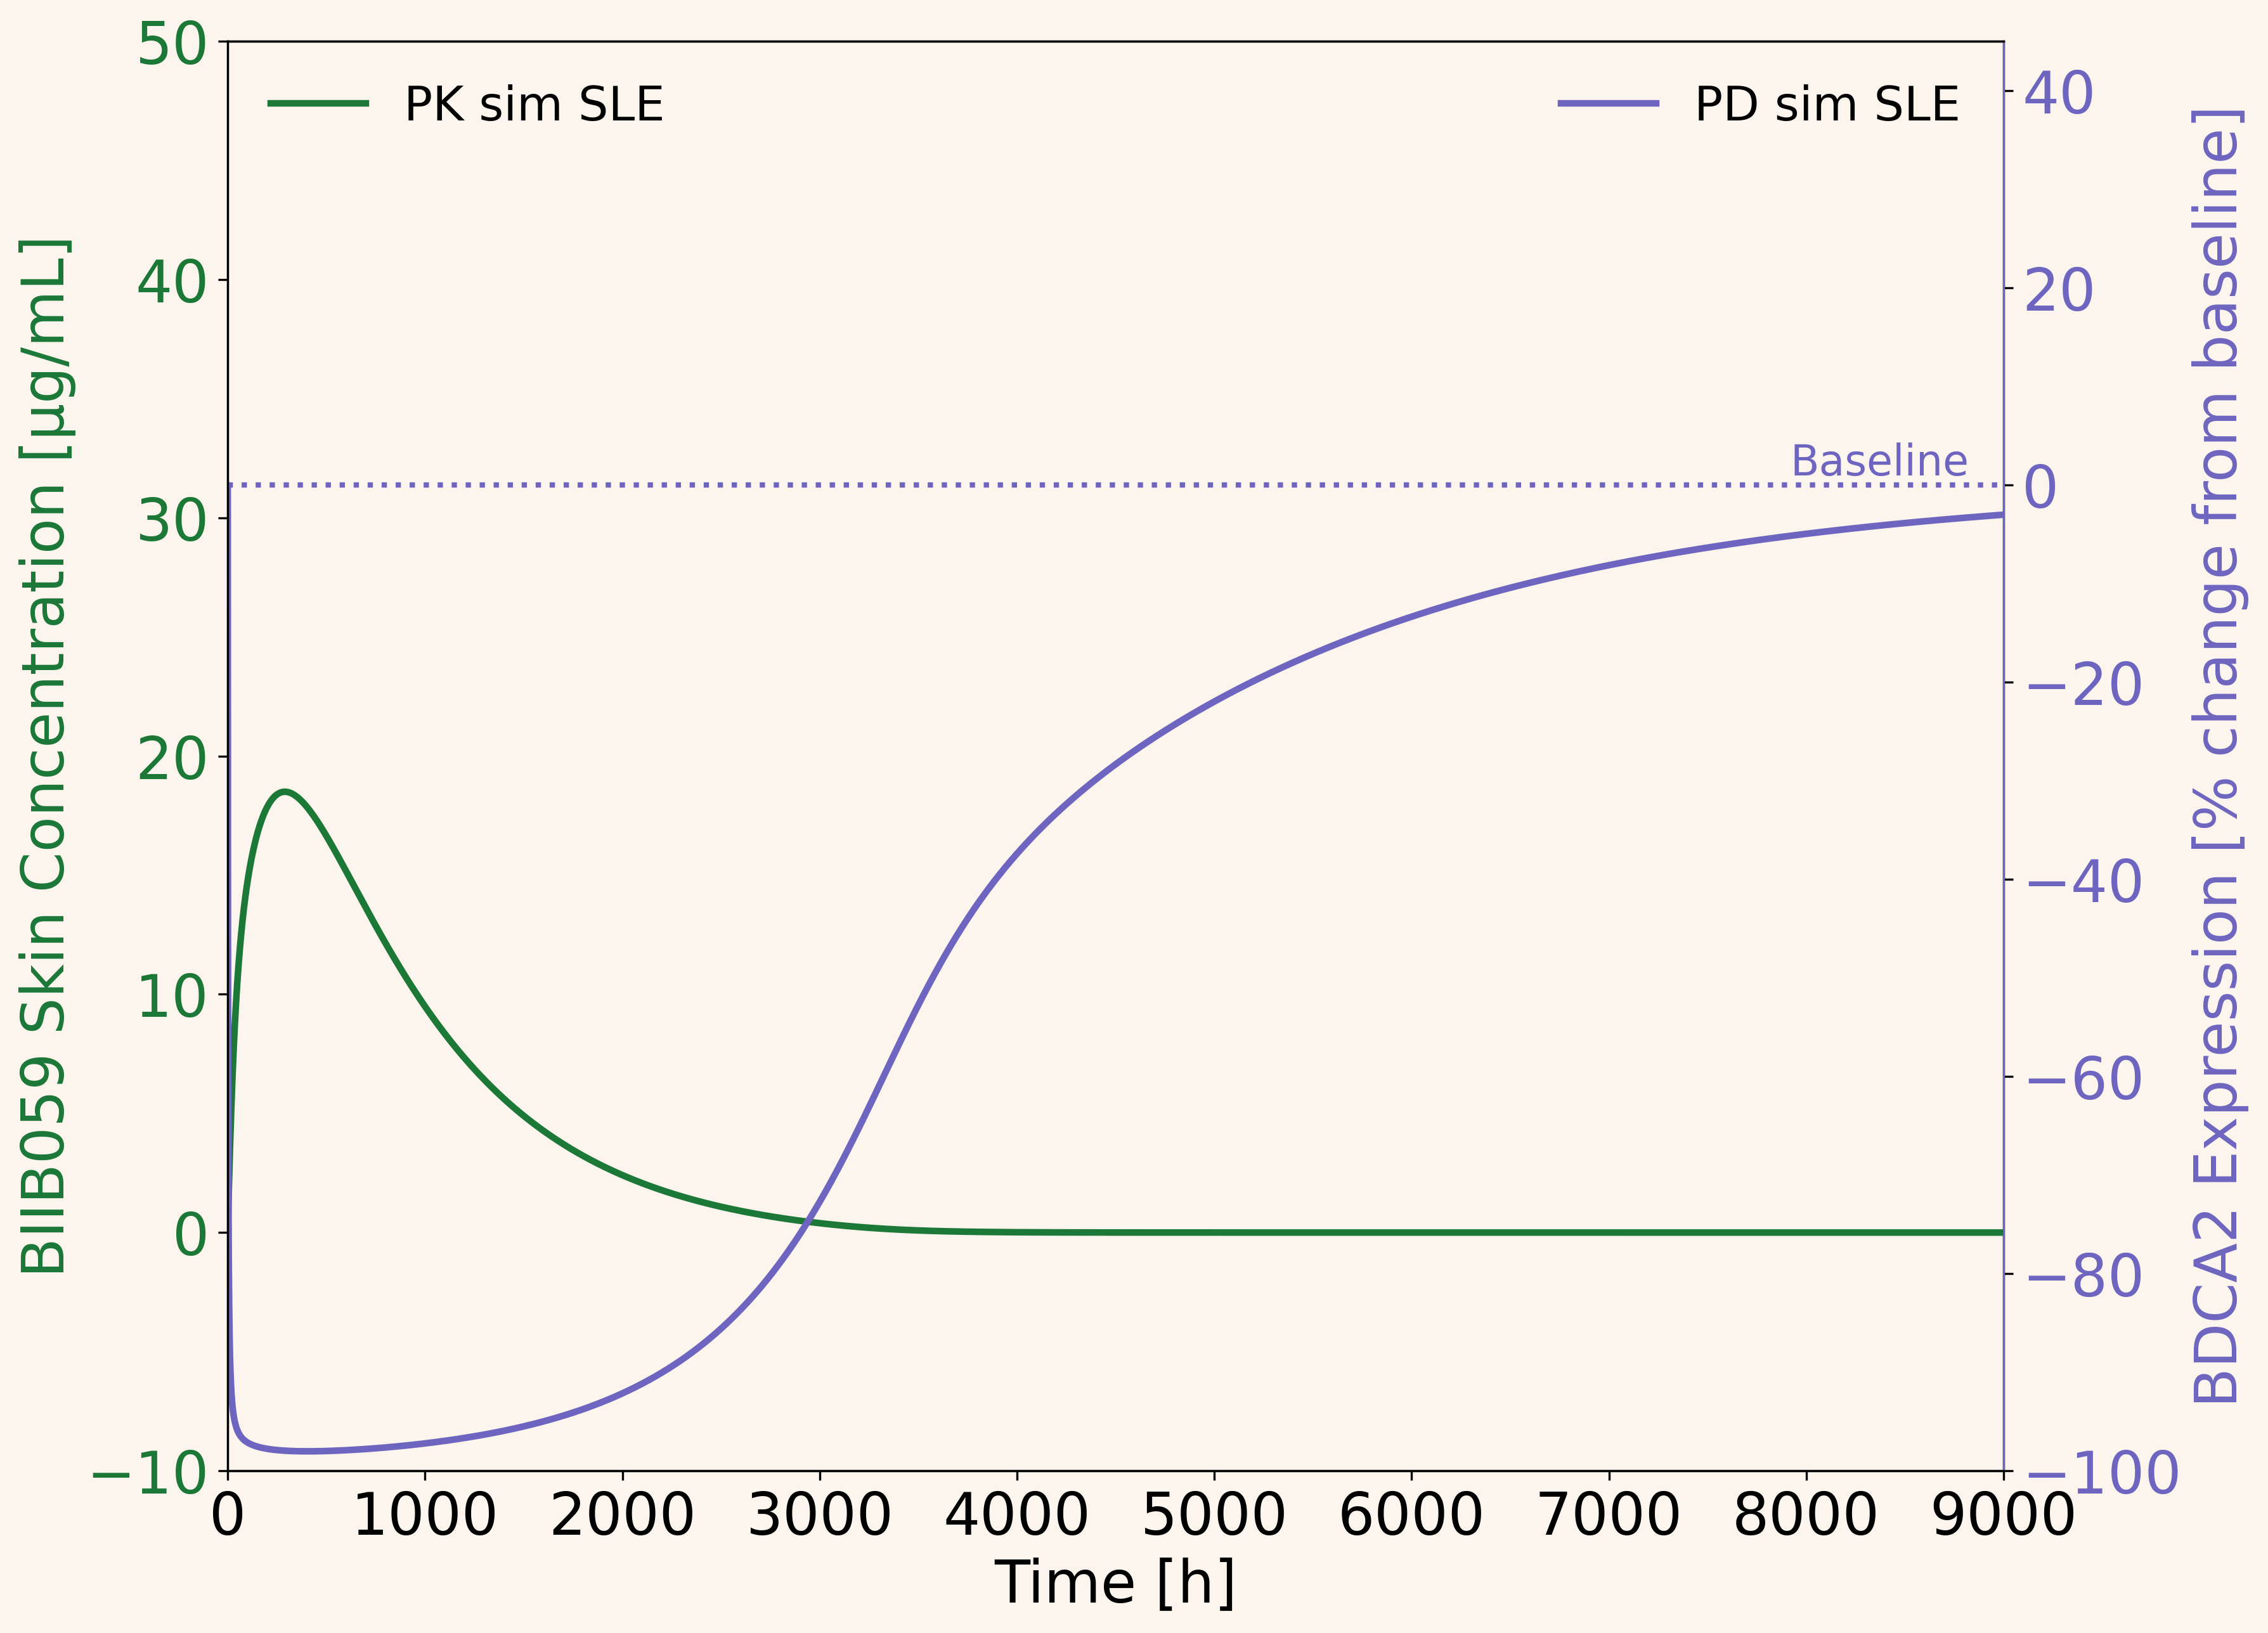 BIIB059 Skin Concentration [µg/mL]
50
40
30
20
10
0
−10
PK sim SLE
PD sim SLE
Baseline
40
20
0
−20
−40
−60
−80
−100
BDCA2 Expression [% change from baseline]
0 1000 2000 3000 4000 5000 6000 7000 8000 9000
Time [h]